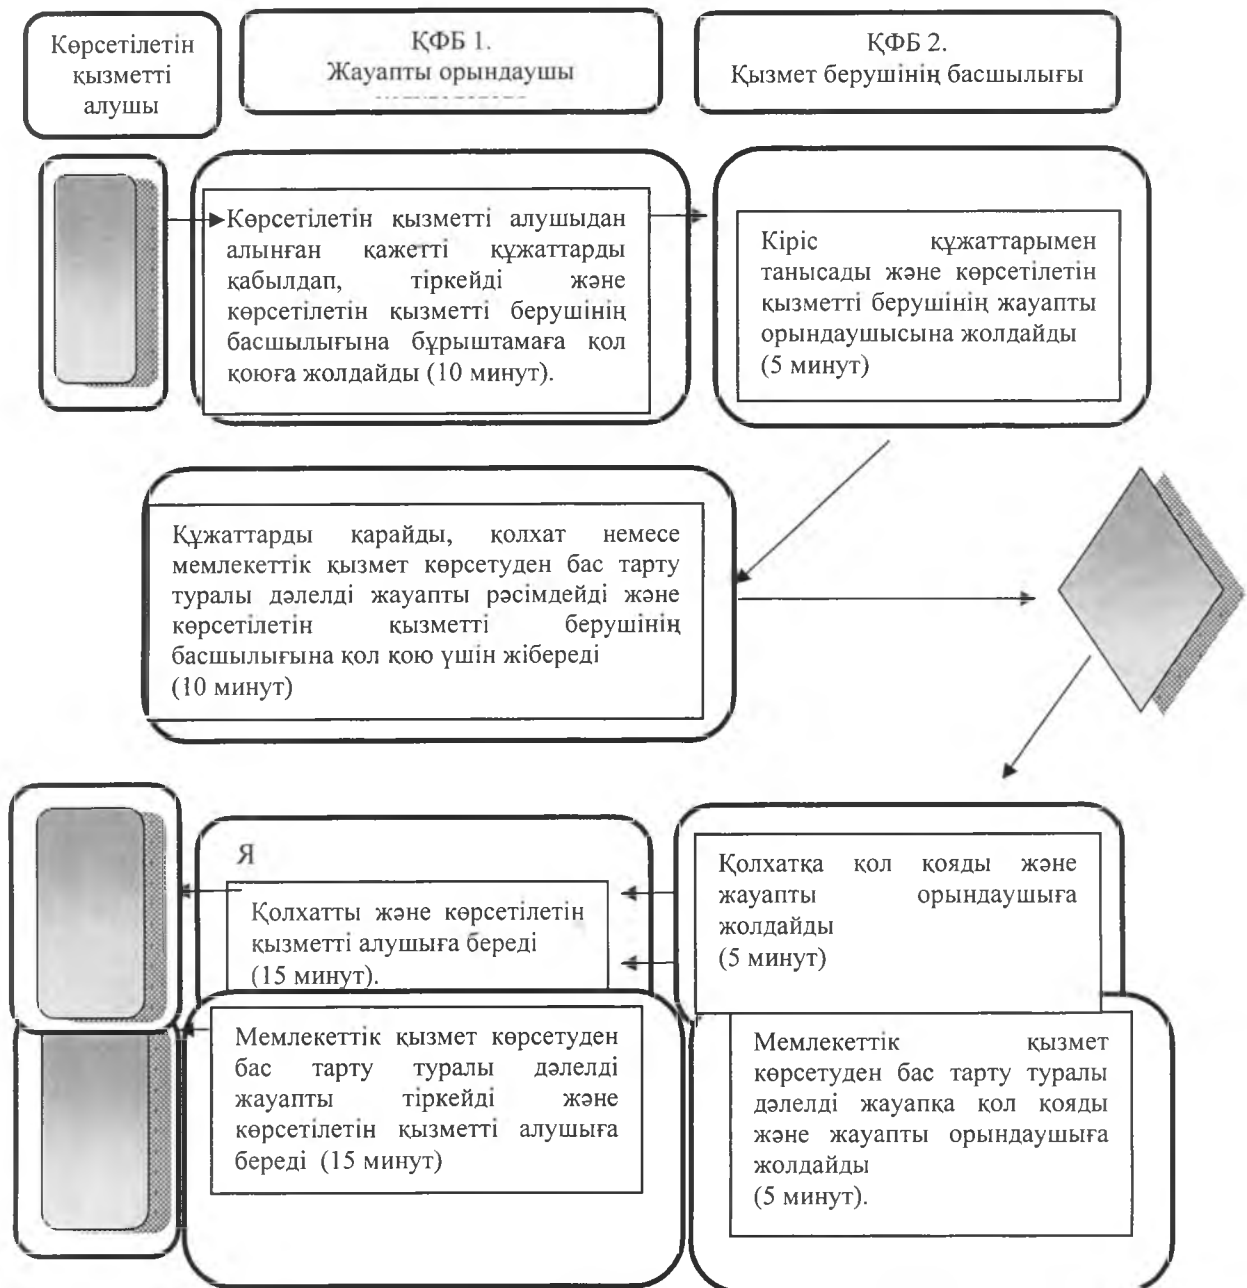 Көрсетілетін
қызметті
алушы
ҚФБ 1.
Жауапты орындаушы
ҚФБ 2.
Қызмет берушінің басшылығы
Көрсетілетін қызметті алушыдан
алынған қажетті құжаттарды
қабылдап, тіркейді және
көрсетілетін қызметті берушінің
басшылығына бұрыштамаға қол
қоюға жолдайды (10 минут).
Кіріс құжаттарымен
танысады және көрсетілетін
қызметті берушінің жауапты
орындаушысына жолдайды
(5 минут)
Құжаттарды қарайды, қолхат немесе
мемлекеттік қызмет көрсетуден бас тарту
туралы дәлелді жауапты рәсімдейді және
көрсетілетін қызметті берушінің
басшылығына қол қою үшін жібереді
(10 минут)
Я
Қолхатты және көрсетілетін
қызметті алушыға береді
(15 минут).
Қолхатқа қол қояды және
жауапты орындаушыға
жолдайды
(5 минут)
Мемлекеттік қызмет көрсетуден
бас тарту туралы дәлелді
жауапты тіркейді және
көрсетілетін қызметті алушыға
береді (15 минут)
Мемлекеттік қызмет
көрсетуден бас тарту туралы
дәлелді жауапқа қол қояды
және жауапты орындаушыға
жолдайды
(5 минут).